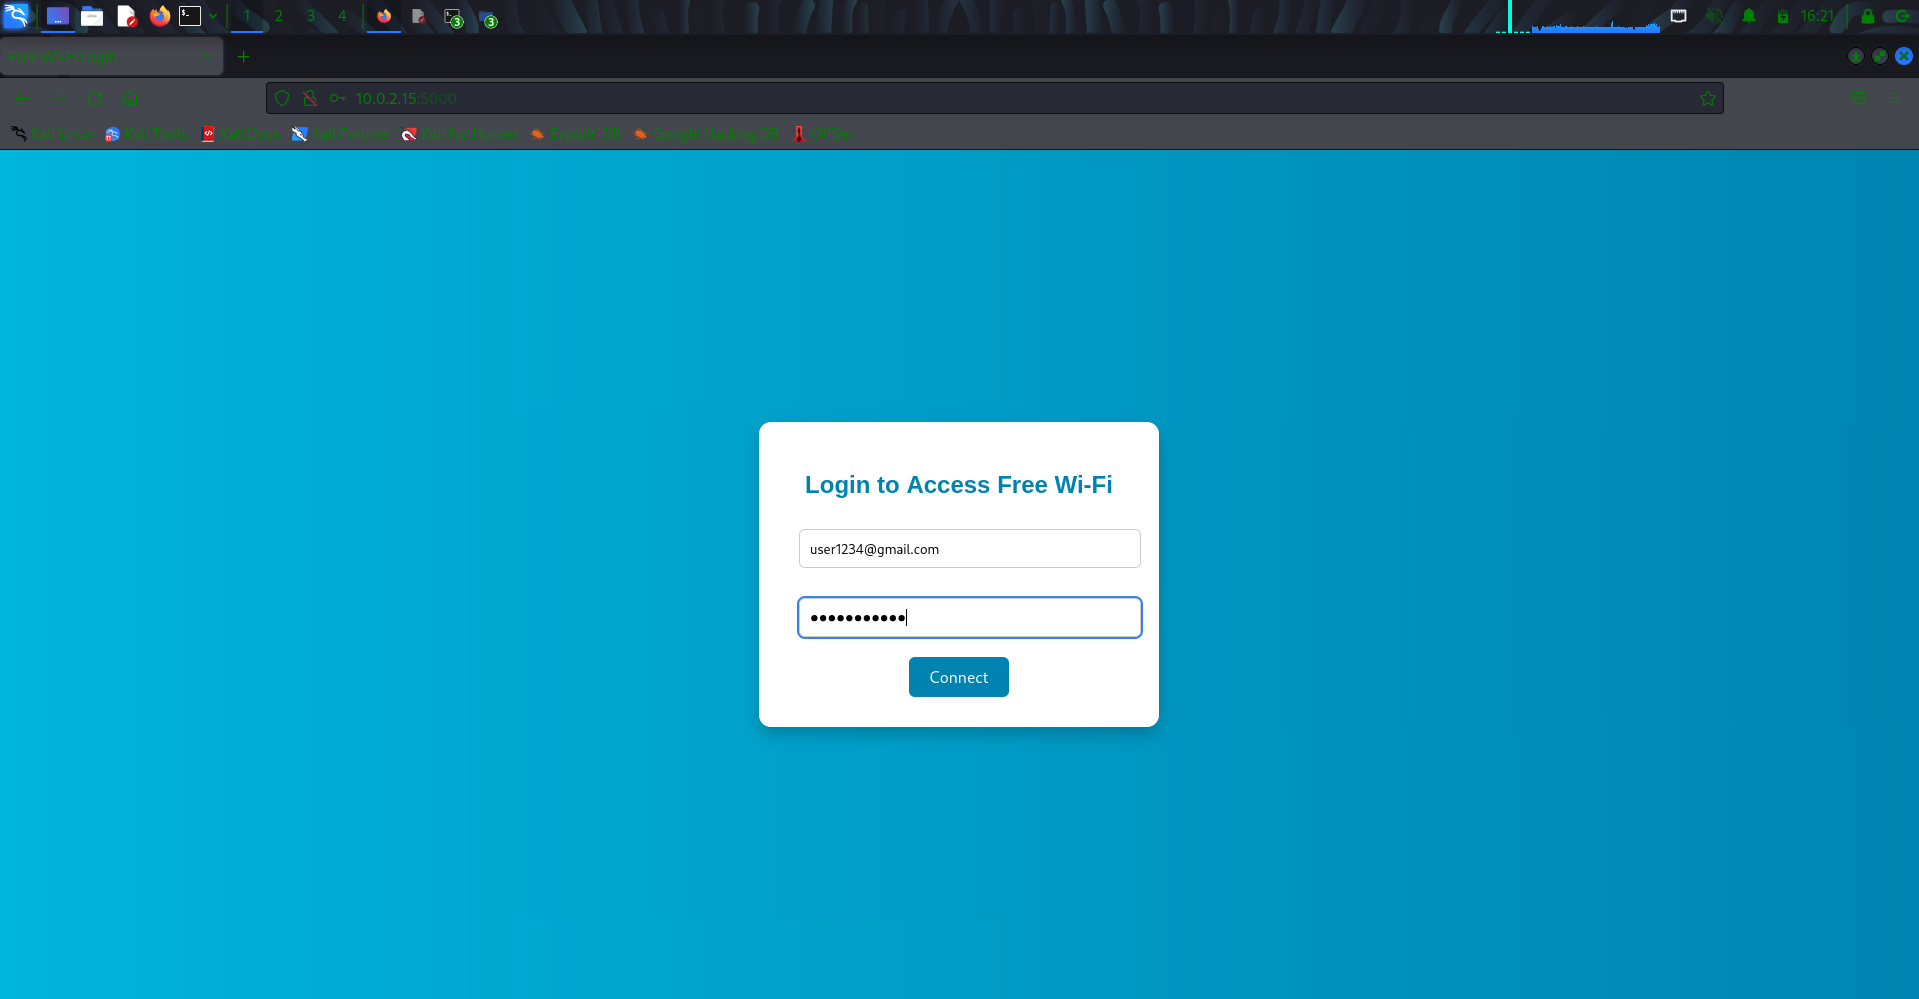 1 2 3 4 3 3 16:21
Free Wi-Fi Login
10.0.2.15:5000
Kali Linux Kali Tools Kali Docs Kali Forums Kali NetHunter Exploit-DB Google Hacking DB OffSec
Login to Access Free Wi-Fi
user1234@gmail.com
Connect